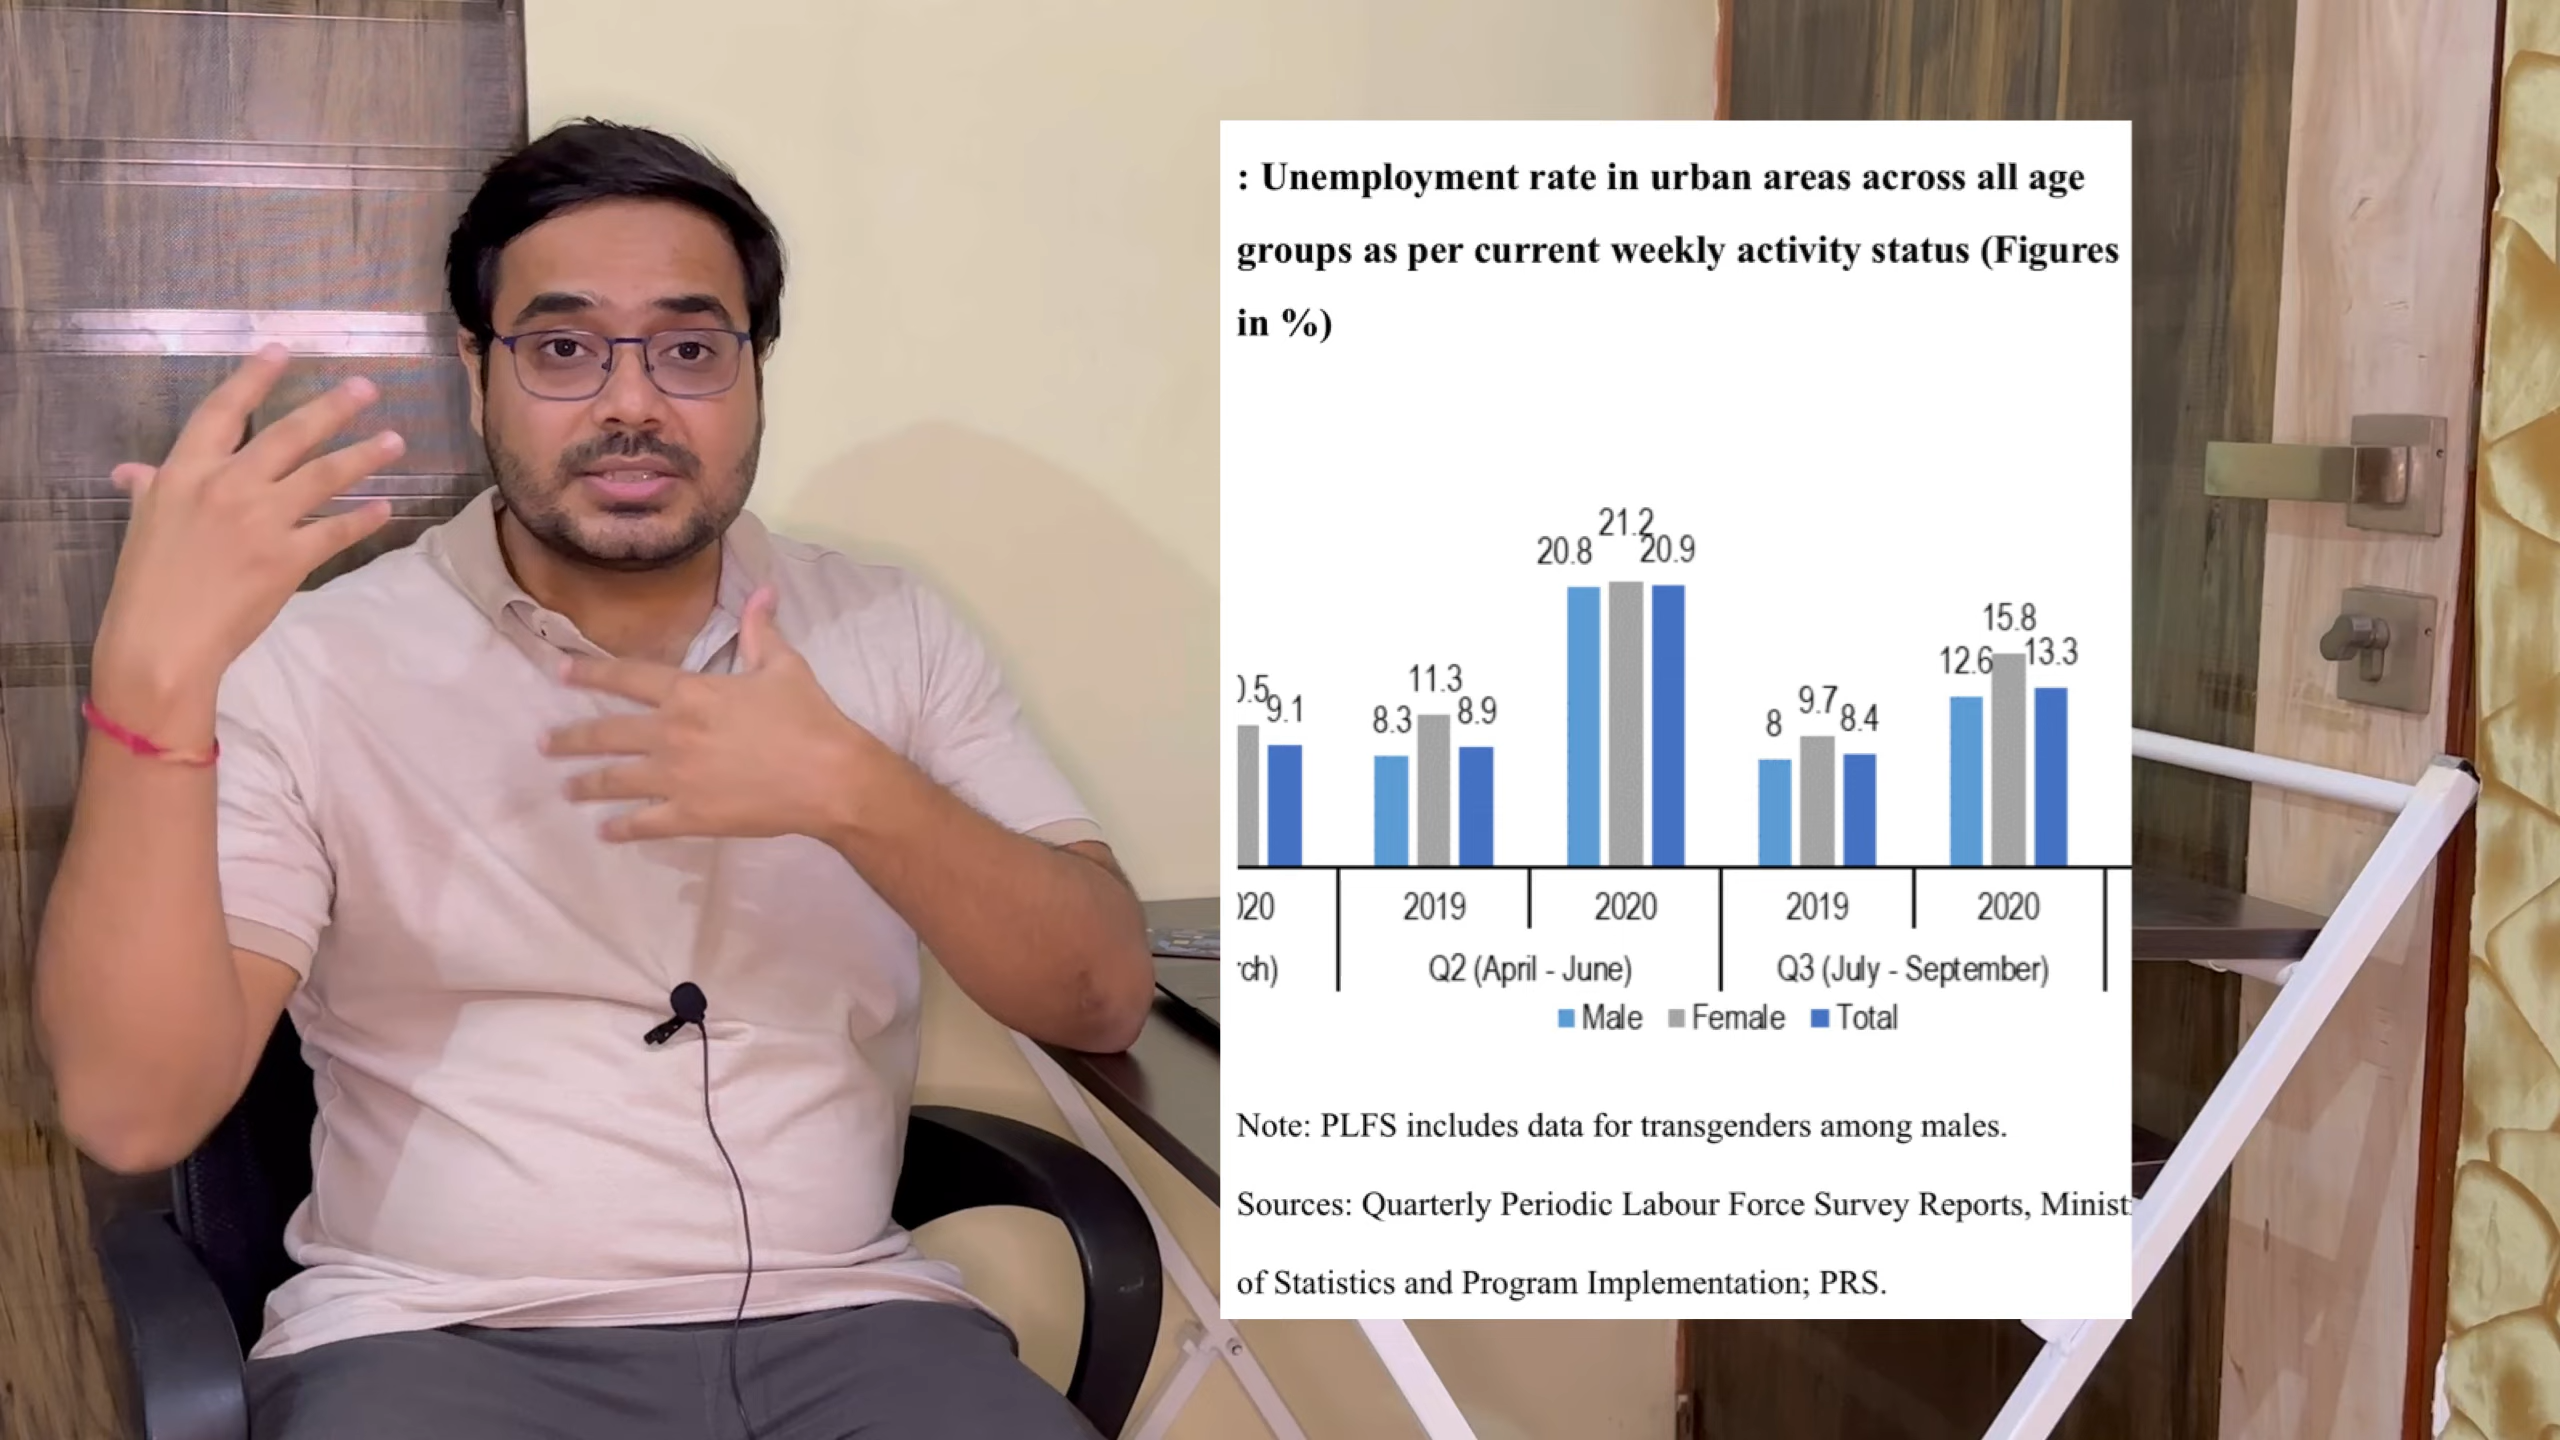 : Unemployment rate in urban areas across all age
groups as per current weekly activity status (Figures
in %)
21.2
20.8 20.9
15.8
12.6 13.3
11.3
9.1 8.3 8.9 8 9.7 8.4
2019 2020 2019 2020
Q2 (April - June) Q3 (July - September)
Male Female Total
Note: PLFS includes data for transgenders among males.
Sources: Quarterly Periodic Labour Force Survey Reports,
of Statistics and Program Implementation; PRS.